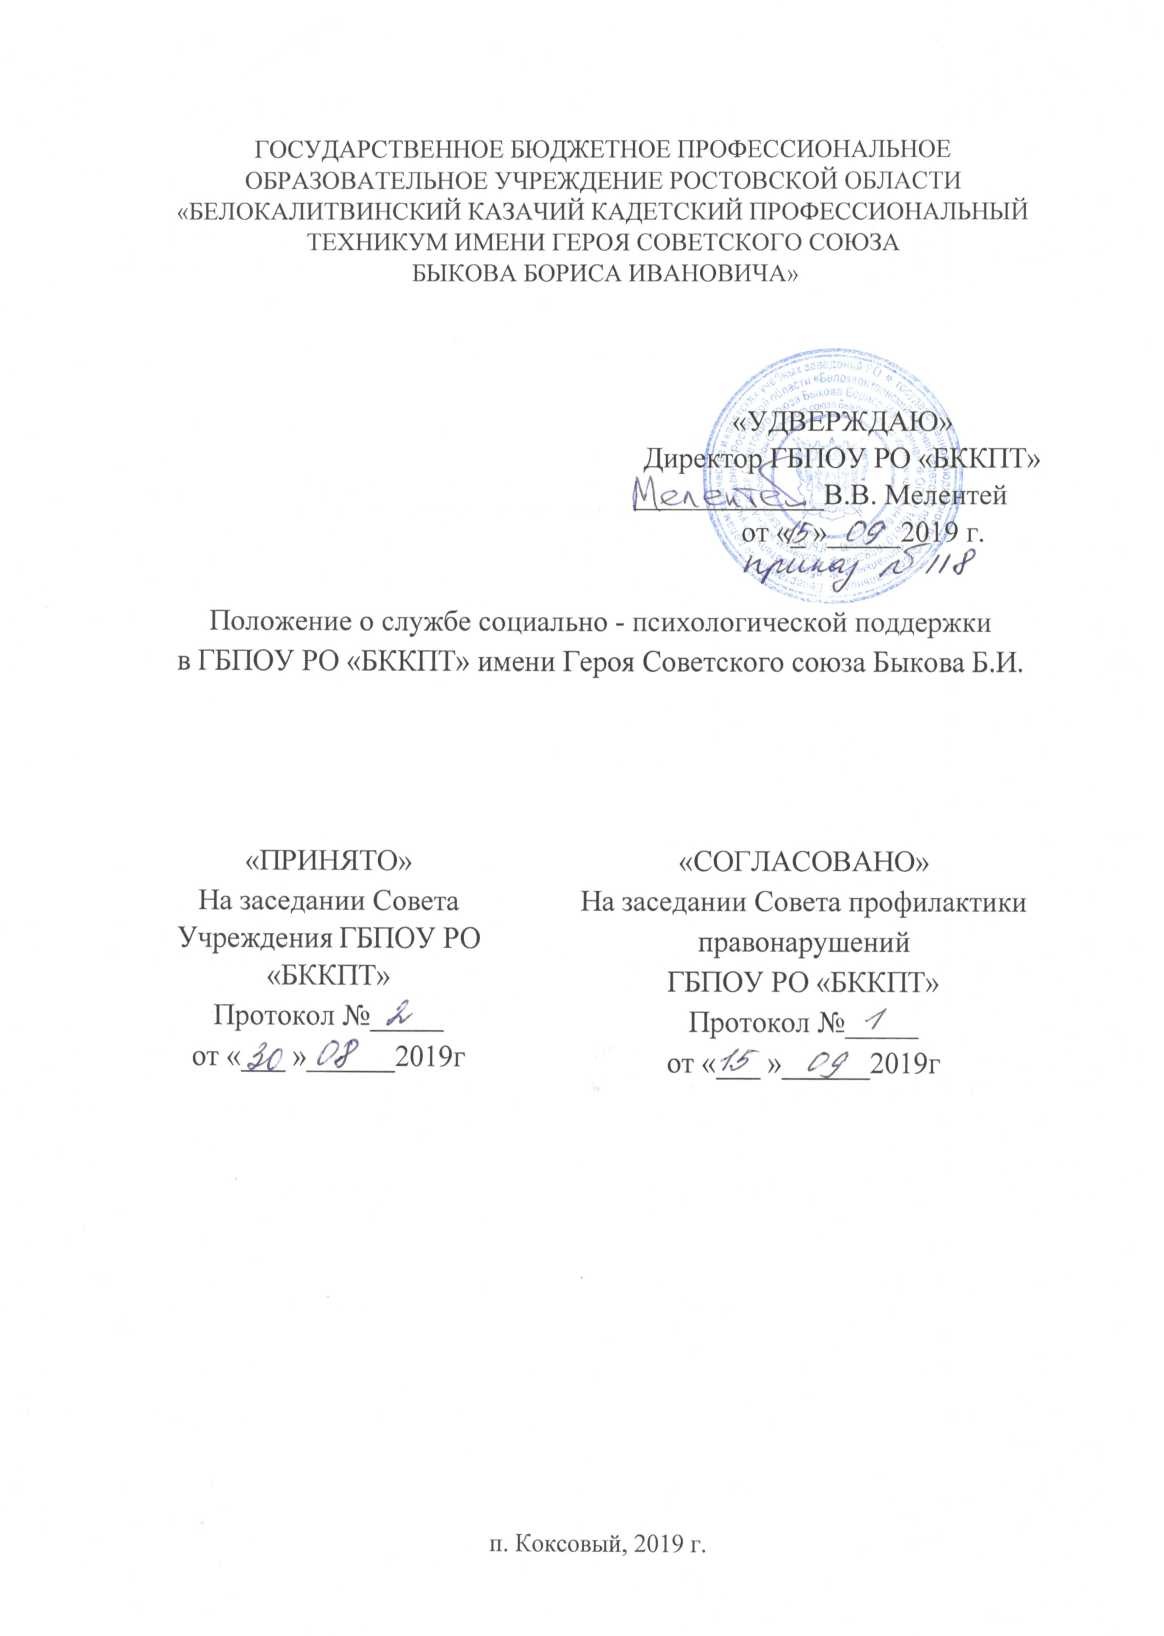 ГОСУДАРСТВЕННОЕ БЮДЖЕТНОЕ ПРОФЕССИОНАЛЬНОЕ
ОБРАЗОВАТЕЛЬНОЕ УЧРЕЖДЕНИЕ РОСТОВСКОЙ ОБЛАСТИ
«БЕЛОКАЛИТВИНСКИЙ КАЗАЧИЙ КАДЕТСКИЙ ПРОФЕССИОНАЛЬНЫЙ
ТЕХНИКУМ ИМЕНИ ГЕРОЯ СОВЕТСКОГО СОЮЗА
БЫКОВА БОРИСА ИВАНОВИЧА»
«УДВЕРЖДАЮ»
Директор ГБПОУ РО «БККПТ»
Мелентей В.В. Мелентей
от «15» 09 2019 г.
приказ № 118
Положение о службе социально - психологической поддержки
в ГБПОУ РО «БККПТ» имени Героя Советского союза Быкова Б.И.
«ПРИНЯТО»
На заседании Совета
Учреждения ГБПОУ РО
«БККПТ»
Протокол № 2
от «30 » 08 2019г
«СОГЛАСОВАНО»
На заседании Совета профилактики
правонарушений
ГБПОУ РО «БККПТ»
Протокол № 1
от «15 » 09 2019г
п. Коксовый, 2019 г.